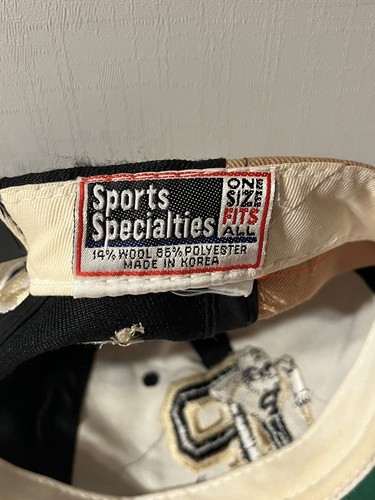 Sports
Specialties
ONE SIZE
FITS
ALL
14% WOOL 86% POLYESTER
MADE IN KOREA